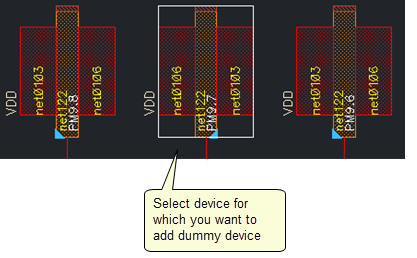 VDD
net0103
net122
PM9.8
net0106
VDD
net0106
net122
PM9.7
net0103
VDD
net0103
net122
PM9.6
net0106
Select device for
which you want to
add dummy device